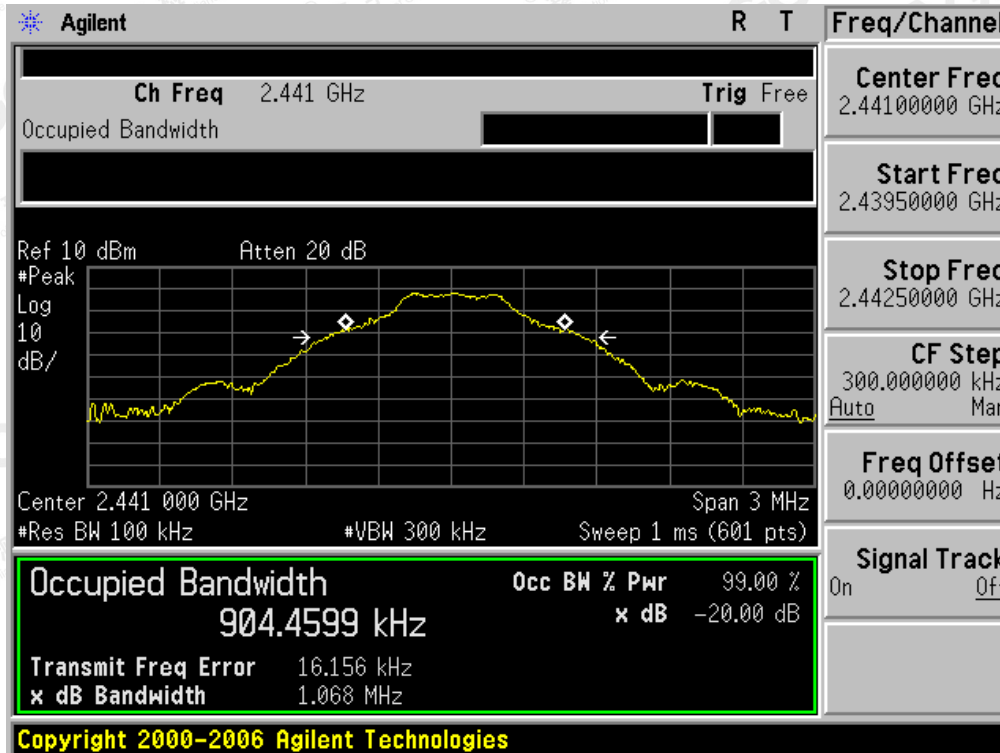 Agilent R T Freq/Channel
Ch Freq 2.441 GHz Trig Free
Occupied Bandwidth
Center Freq
2.44100000 GHz
Start Freq
2.43950000 GHz
Stop Freq
2.44250000 GHz
CF Step
300.000000 kHz
Auto Man
Freq Offset
0.00000000 Hz
Signal Track
On Off
Ref 10 dBm Atten 20 dB
#Peak
Log
10
dB/
Center 2.441 000 GHz Span 3 MHz
#Res BW 100 kHz #VBW 300 kHz Sweep 1 ms (601 pts)
Occupied Bandwidth
904.4599 kHz
Occ BW % Pwr 99.00 %
x dB -20.00 dB
Transmit Freq Error 16.156 kHz
x dB Bandwidth 1.068 MHz
Copyright 2000-2006 Agilent Technologies